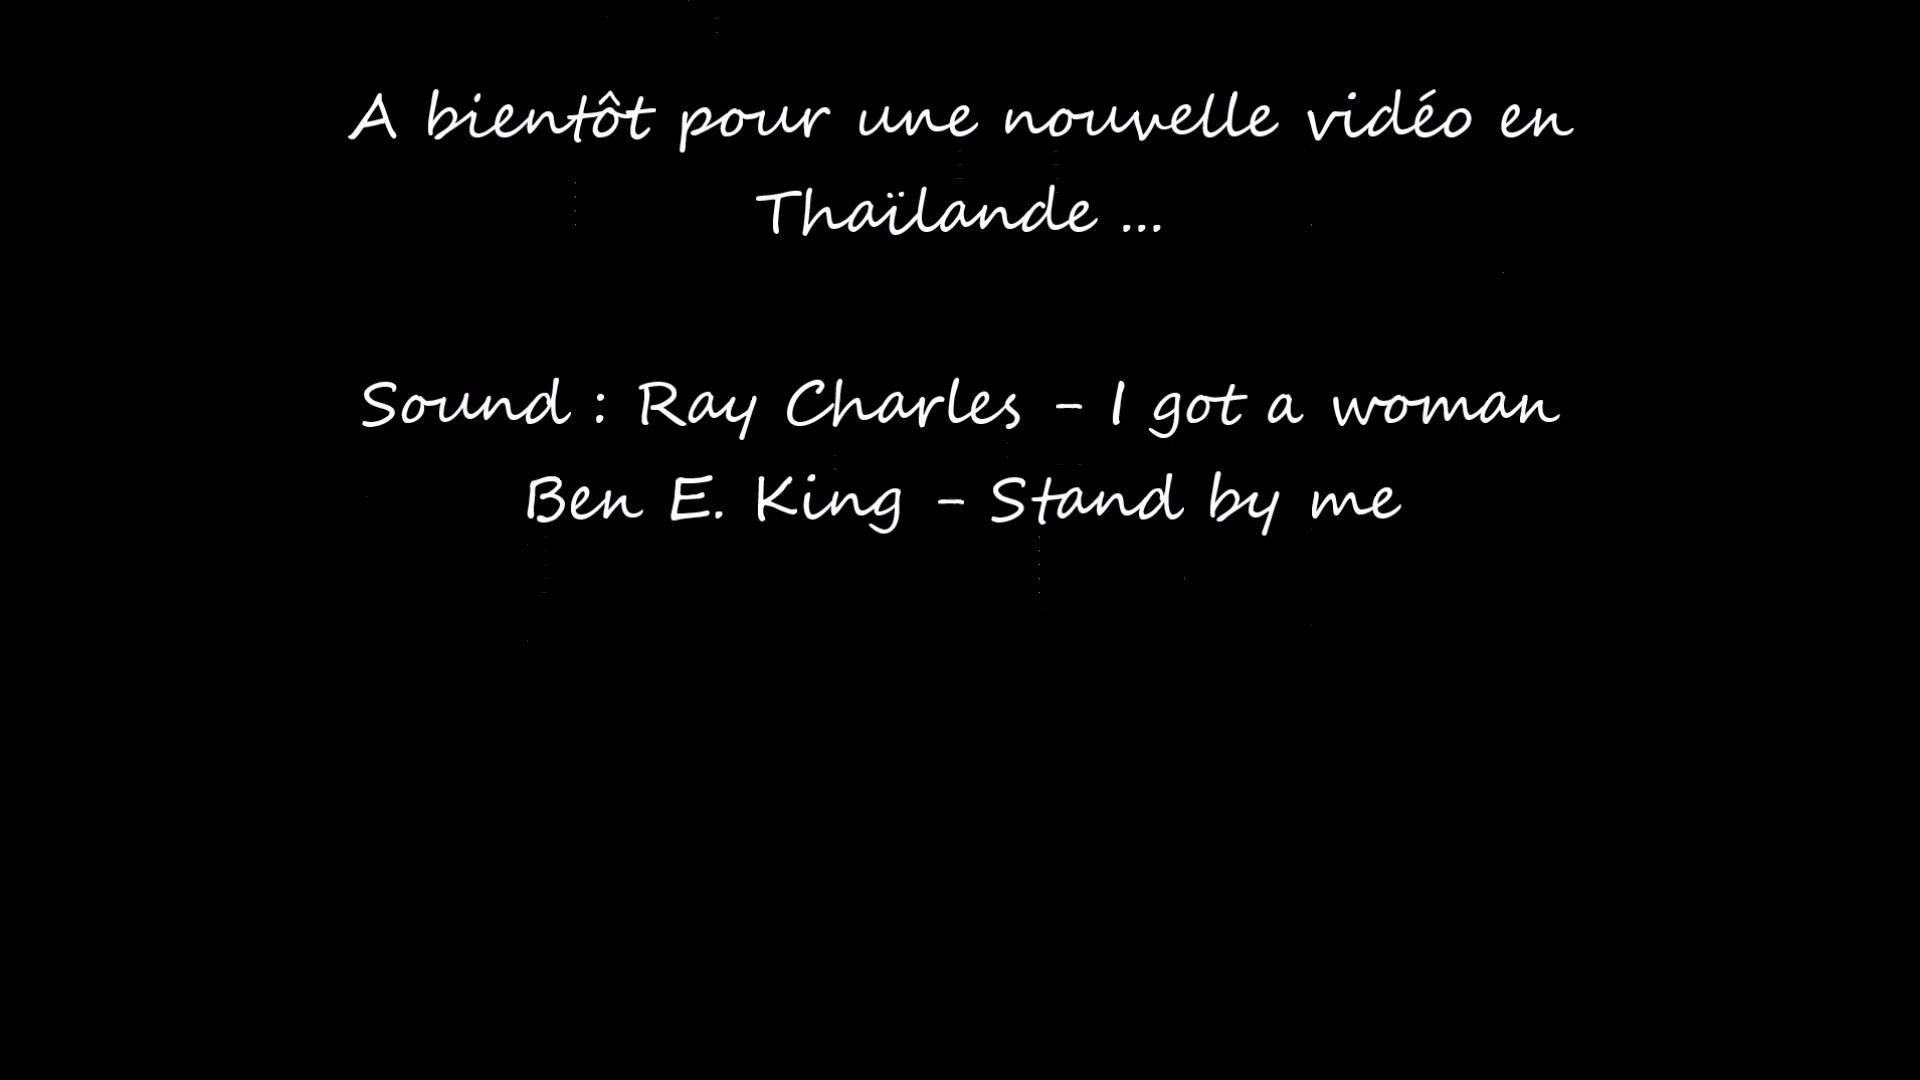 A bientôt pour une nouvelle vidéo en
Thaïlande ...
Sound : Ray Charles - I got a woman
Ben E. King - Stand by me